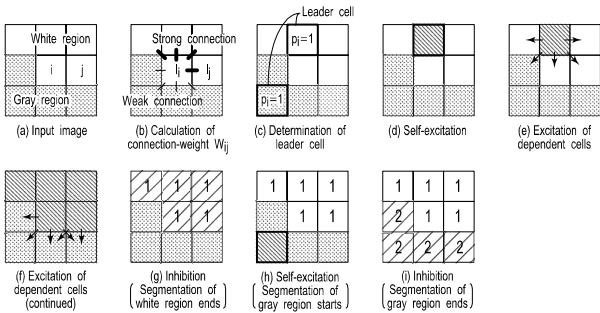 Leader cell
White region
Strong connection
pi=1
i
j
Ii
Ij
Gray region
Weak connection
pi=1
(a) Input image
(b) Calculation of
connection-weight Wij
(c) Determination of
leader cell
(d) Self-excitation
(e) Excitation of
dependent cells
1 1 1
1 1
1 1 1
1 1
1 1 1
2 1 1
2 2 2
(f) Excitation of
dependent cells
(continued)
(g) Inhibition
(Segmentation of
white region ends)
(h) Self-excitation
(Segmentation of
gray region starts)
(i) Inhibition
(Segmentation of
gray region ends)